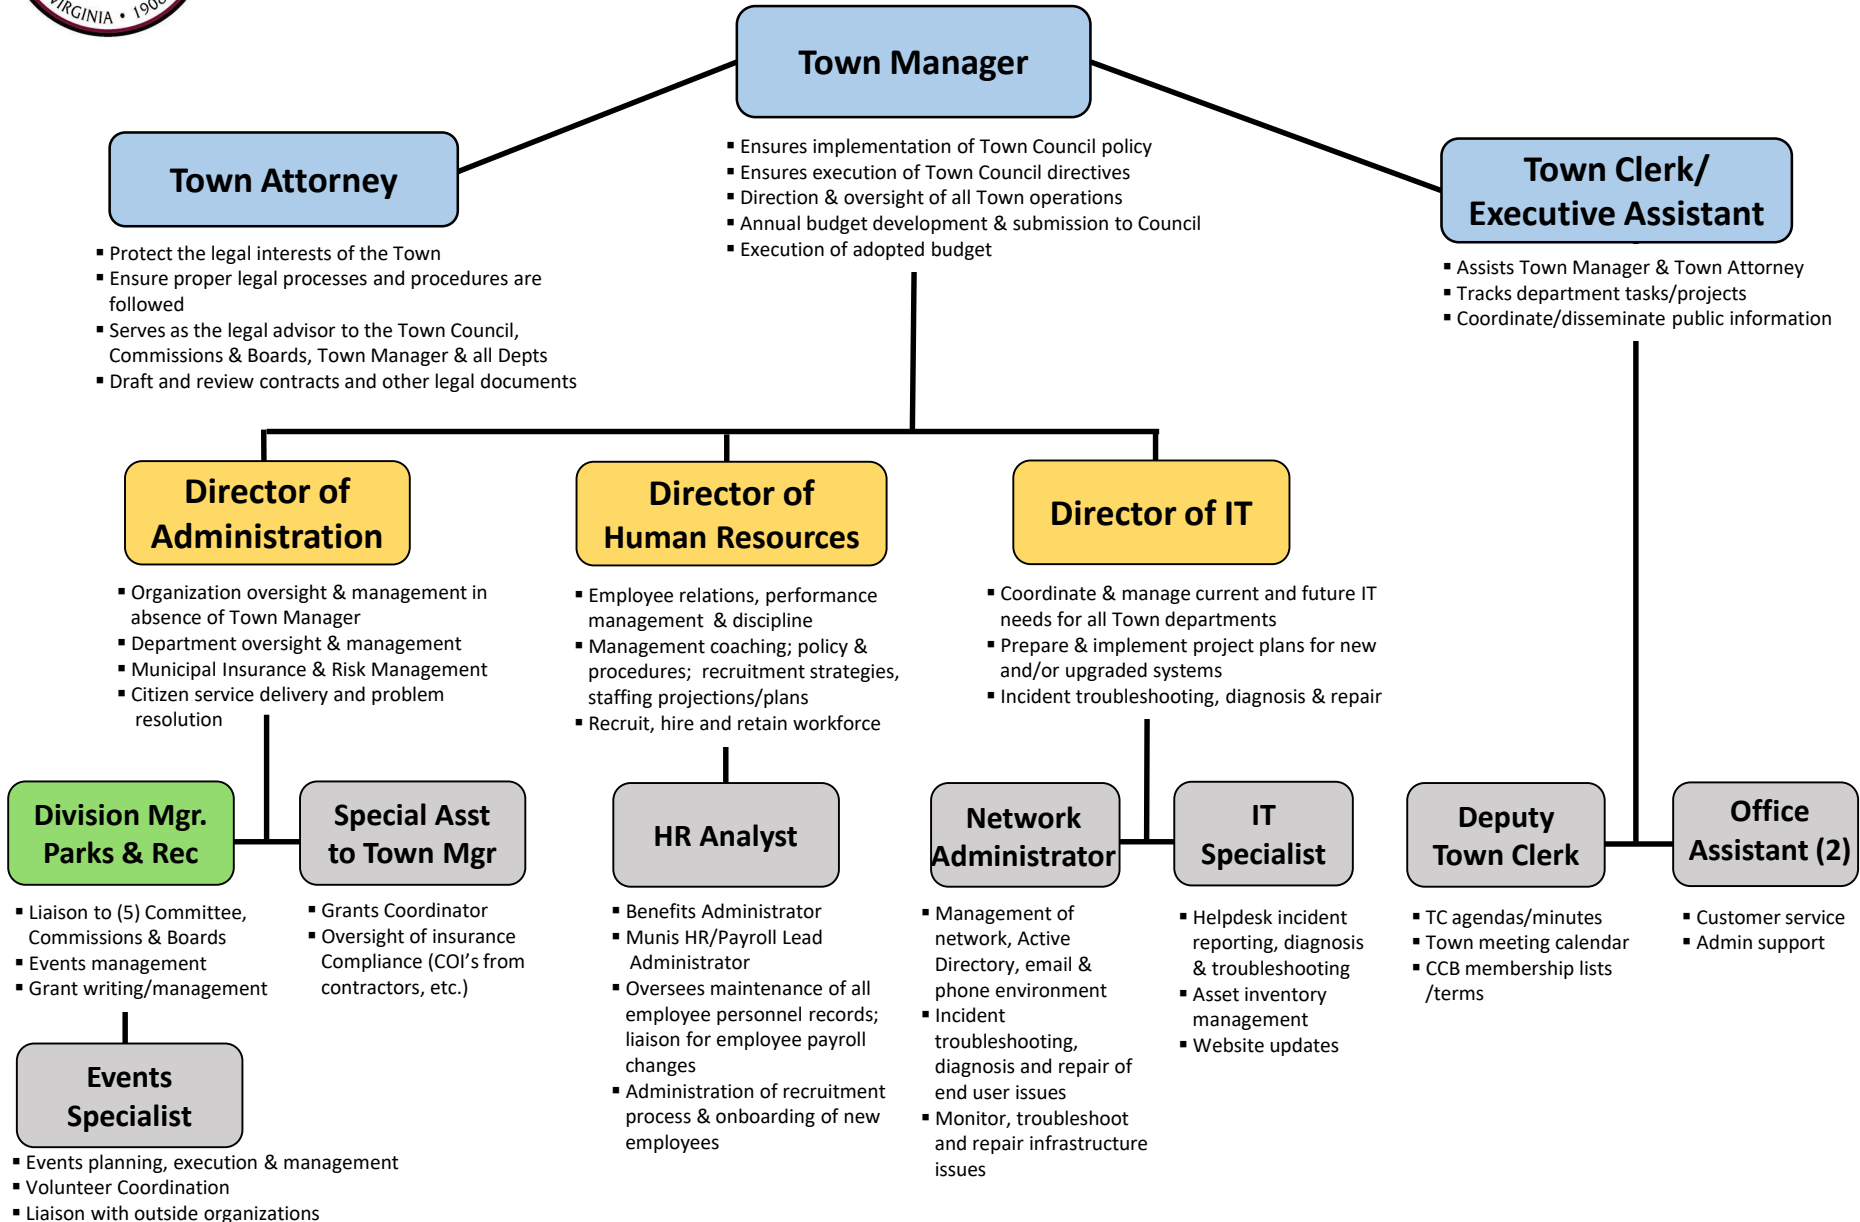 VIRGINIA • 1908
Town Manager
▪ Ensures implementation of Town Council policy
▪ Ensures execution of Town Council directives
▪ Direction & oversight of all Town operations
▪ Annual budget development & submission to Council
▪ Execution of adopted budget
Town Attorney
▪ Protect the legal interests of the Town
▪ Ensure proper legal processes and procedures are
followed
▪ Serves as the legal advisor to the Town Council,
Commissions & Boards, Town Manager & all Depts
▪ Draft and review contracts and other legal documents
Town Clerk/
Executive Assistant
▪ Assists Town Manager & Town Attorney
▪ Tracks department tasks/projects
▪ Coordinate/disseminate public information
Director of
Administration
▪ Organization oversight & management in
absence of Town Manager
▪ Department oversight & management
▪ Municipal Insurance & Risk Management
▪ Citizen service delivery and problem
resolution
Director of
Human Resources
▪ Employee relations, performance
management & discipline
▪ Management coaching; policy &
procedures; recruitment strategies,
staffing projections/plans
▪ Recruit, hire and retain workforce
Director of IT
▪ Coordinate & manage current and future IT
needs for all Town departments
▪ Prepare & implement project plans for new
and/or upgraded systems
▪ Incident troubleshooting, diagnosis & repair
Division Mgr.
Parks & Rec
▪ Liaison to (5) Committee,
Commissions & Boards
▪ Events management
▪ Grant writing/management
Special Asst
to Town Mgr
▪ Grants Coordinator
▪ Oversight of insurance
Compliance (COI's from
contractors, etc.)
HR Analyst
▪ Benefits Administrator
▪ Munis HR/Payroll Lead
Administrator
▪ Oversees maintenance of all
employee personnel records;
liaison for employee payroll
changes
▪ Administration of recruitment
process & onboarding of new
employees
Network
Administrator
▪ Management of
network, Active
Directory, email &
phone environment
▪ Incident
troubleshooting,
diagnosis and repair of
end user issues
▪ Monitor, troubleshoot
and repair infrastructure
issues
IT
Specialist
▪ Helpdesk incident
reporting, diagnosis
& troubleshooting
▪ Asset inventory
management
▪ Website updates
Deputy
Town Clerk
▪ TC agendas/minutes
▪ Town meeting calendar
▪ CCB membership lists
/terms
Office
Assistant (2)
▪ Customer service
▪ Admin support
Events
Specialist
▪ Events planning, execution & management
▪ Volunteer Coordination
▪ Liaison with outside organizations